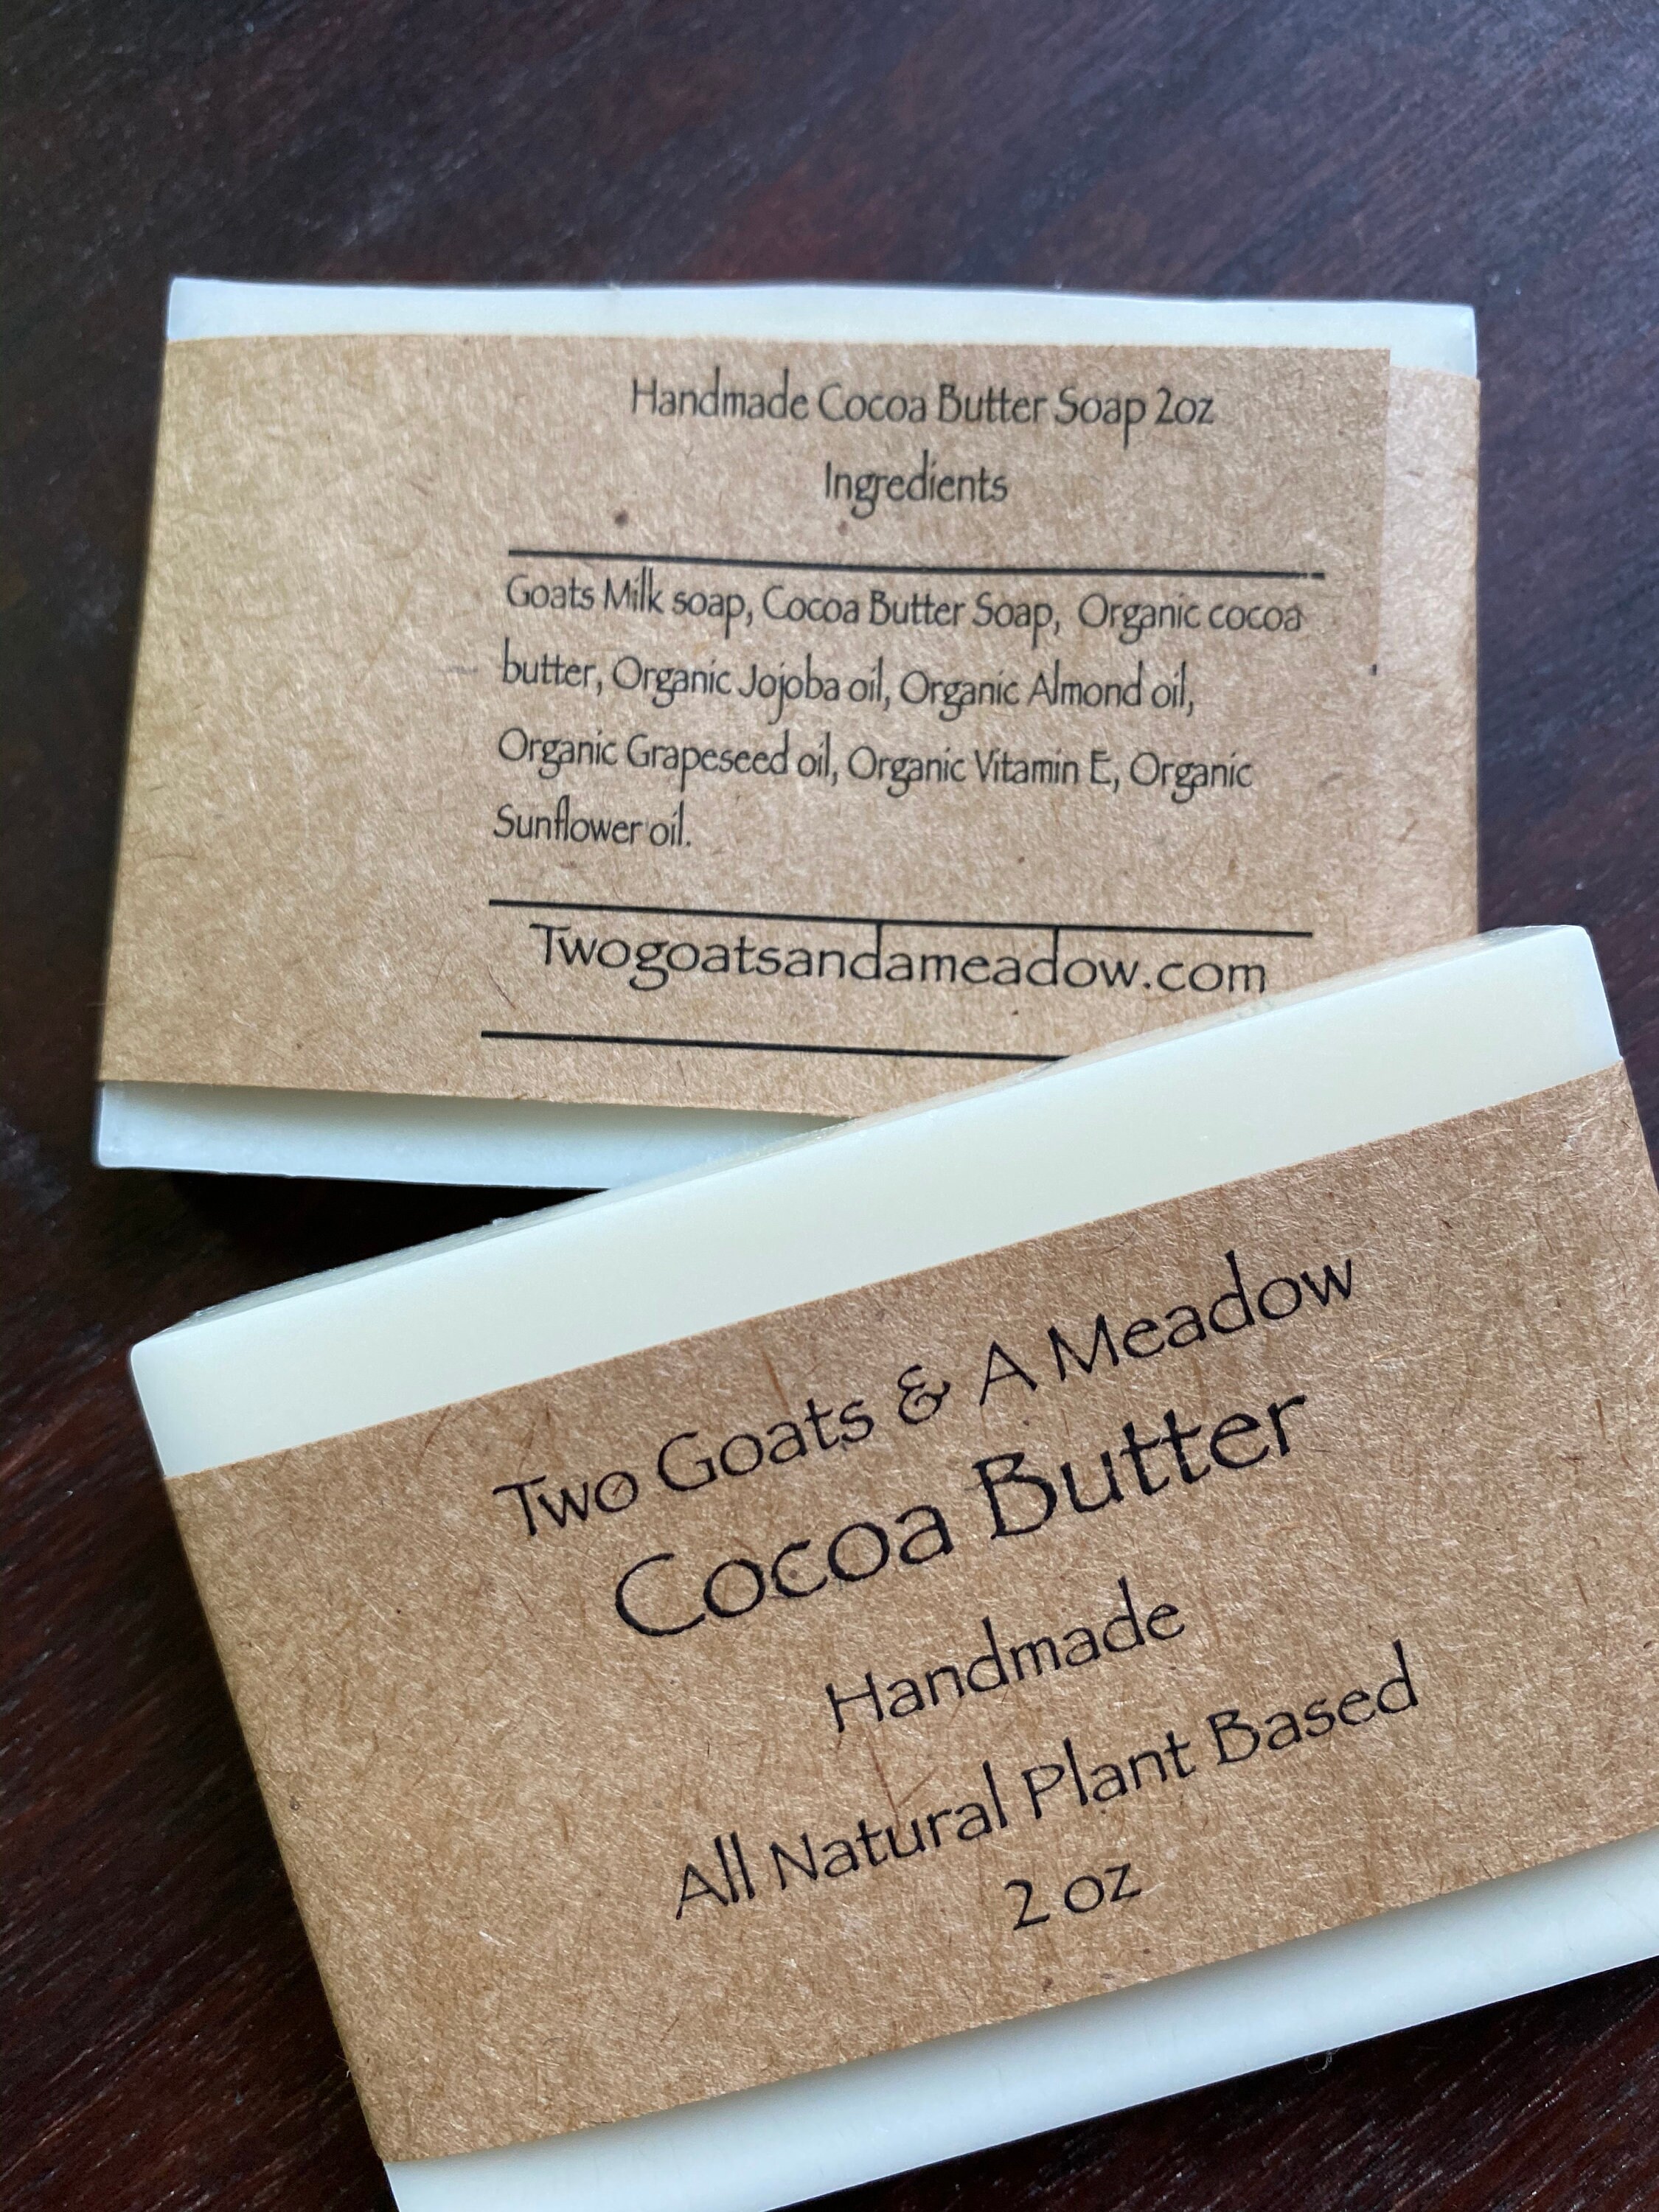 Handmade Cocoa Butter Soap 2oz
Ingredients
Goats Milk soap, Cocoa Butter Soap, Organic cocoa
butter, Organic Jojoba oil, Organic Almond oil,
Organic Grapeseed oil, Organic Vitamin E, Organic
Sunflower oil.
Twogoatsandameadow.com
Two Goats & A Meadow
Cocoa Butter
Handmade
All Natural Plant Based
2 oz